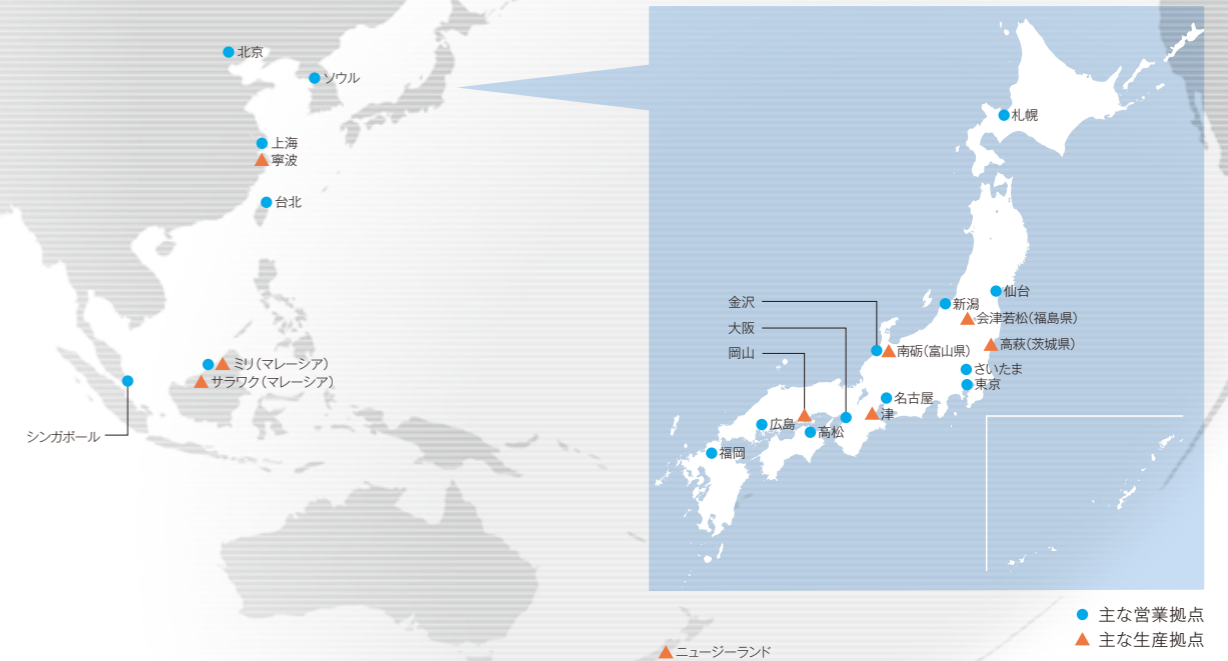 北京
ソウル
上海
寧波
台北
ミリ（マレーシア）
サラワク（マレーシア）
シンガポール
ニュージーランド
札幌
仙台
新潟
会津若松（福島県）
金沢
大阪
岡山
南砺（富山県）
高萩（茨城県）
さいたま
東京
名古屋
津
広島
高松
福岡
主な営業拠点
主な生産拠点